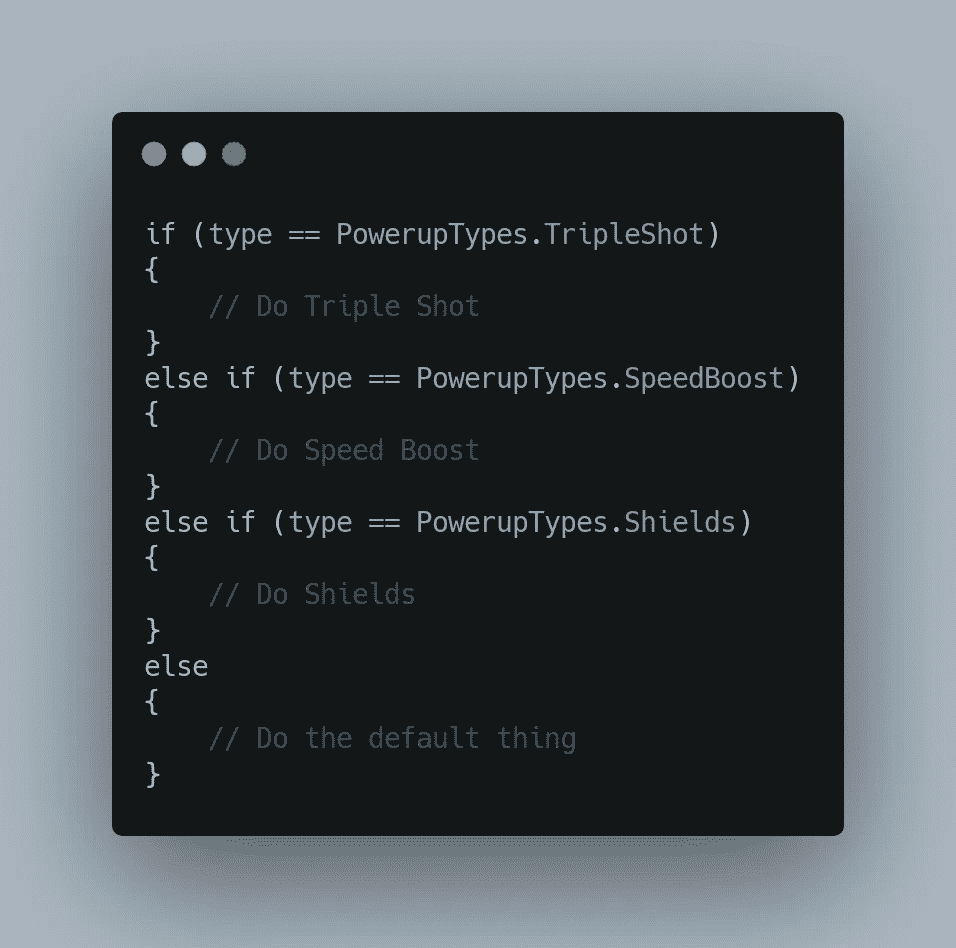 if (type == PowerupTypes.TripleShot)
{
    // Do Triple Shot
}
else if (type == PowerupTypes.SpeedBoost)
{
    // Do Speed Boost
}
else if (type == PowerupTypes.Shields)
{
    // Do Shields
}
else
{
    // Do the default thing
}